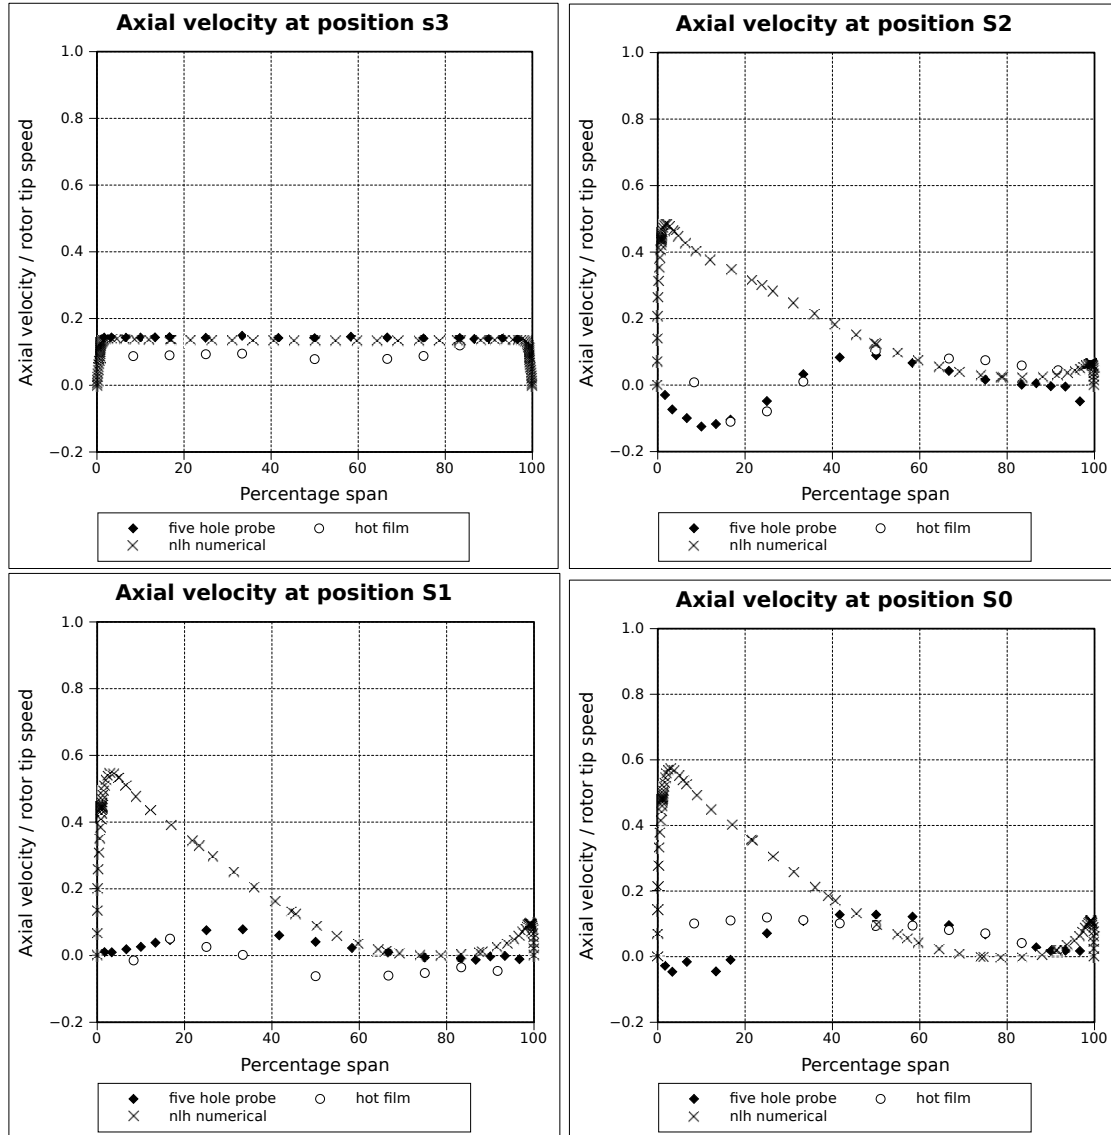 Axial velocity at position s3
1.0
0.8
0.6
0.4
0.2
0.0
−0.2
Axial velocity / rotor tip speed
0 20 40 60 80 100
Percentage span
five hole probe hot film
nlh numerical
Axial velocity at position S2
1.0
0.8
0.6
0.4
0.2
0.0
−0.2
Axial velocity / rotor tip speed
0 20 40 60 80 100
Percentage span
five hole probe hot film
nlh numerical
Axial velocity at position S1
1.0
0.8
0.6
0.4
0.2
0.0
−0.2
Axial velocity / rotor tip speed
0 20 40 60 80 100
Percentage span
five hole probe hot film
nlh numerical
Axial velocity at position S0
1.0
0.8
0.6
0.4
0.2
0.0
−0.2
Axial velocity / rotor tip speed
0 20 40 60 80 100
Percentage span
five hole probe hot film
nlh numerical